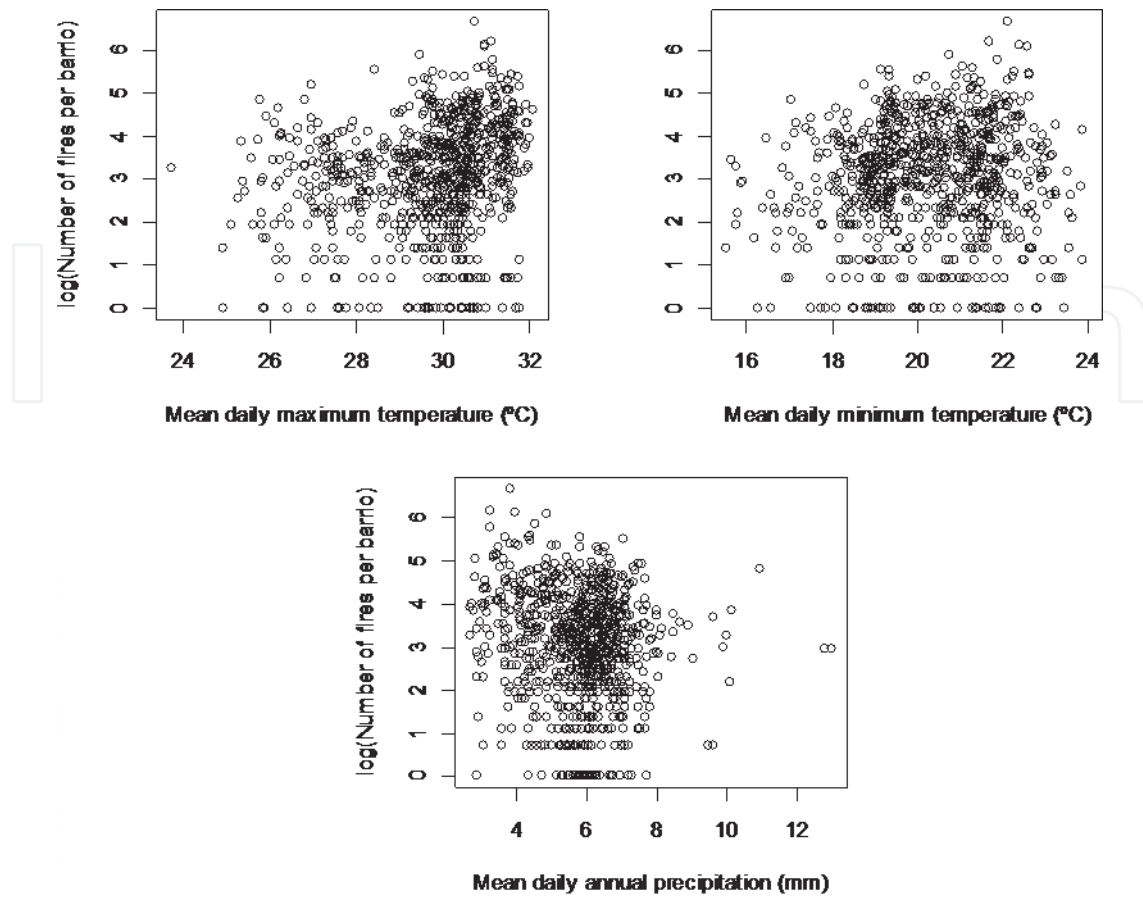 log(Number of fires per barrio)
6
5
4
3
2
1
0
24 26 28 30 32
Mean daily maximum temperature (ºC)
6
5
4
3
2
1
0
16 18 20 22 24
Mean daily minimum temperature (ºC)
log(Number of fires per barrio)
6
5
4
3
2
1
0
4 6 8 10 12
Mean daily annual precipitation (mm)